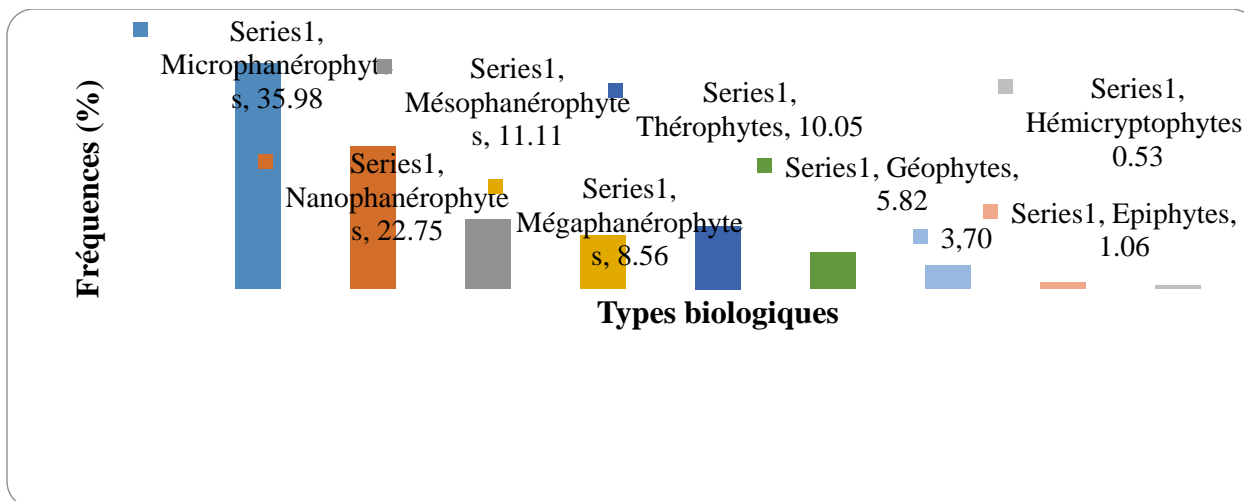 Fréquences (%)
Series1,
Microphanérophyte
s, 35.98
Series1,
Nanophanérophyte
s, 22.75
Series1,
Mésophanérophyte
s, 11.11
Series1,
Mégaphanérophyte
s, 8.56
Series1,
Thérophytes, 10.05
Series1, Géophytes,
5.82
3,70
Series1, Epiphytes,
1.06
Series1,
Hémicryptophytes
0.53
Types biologiques